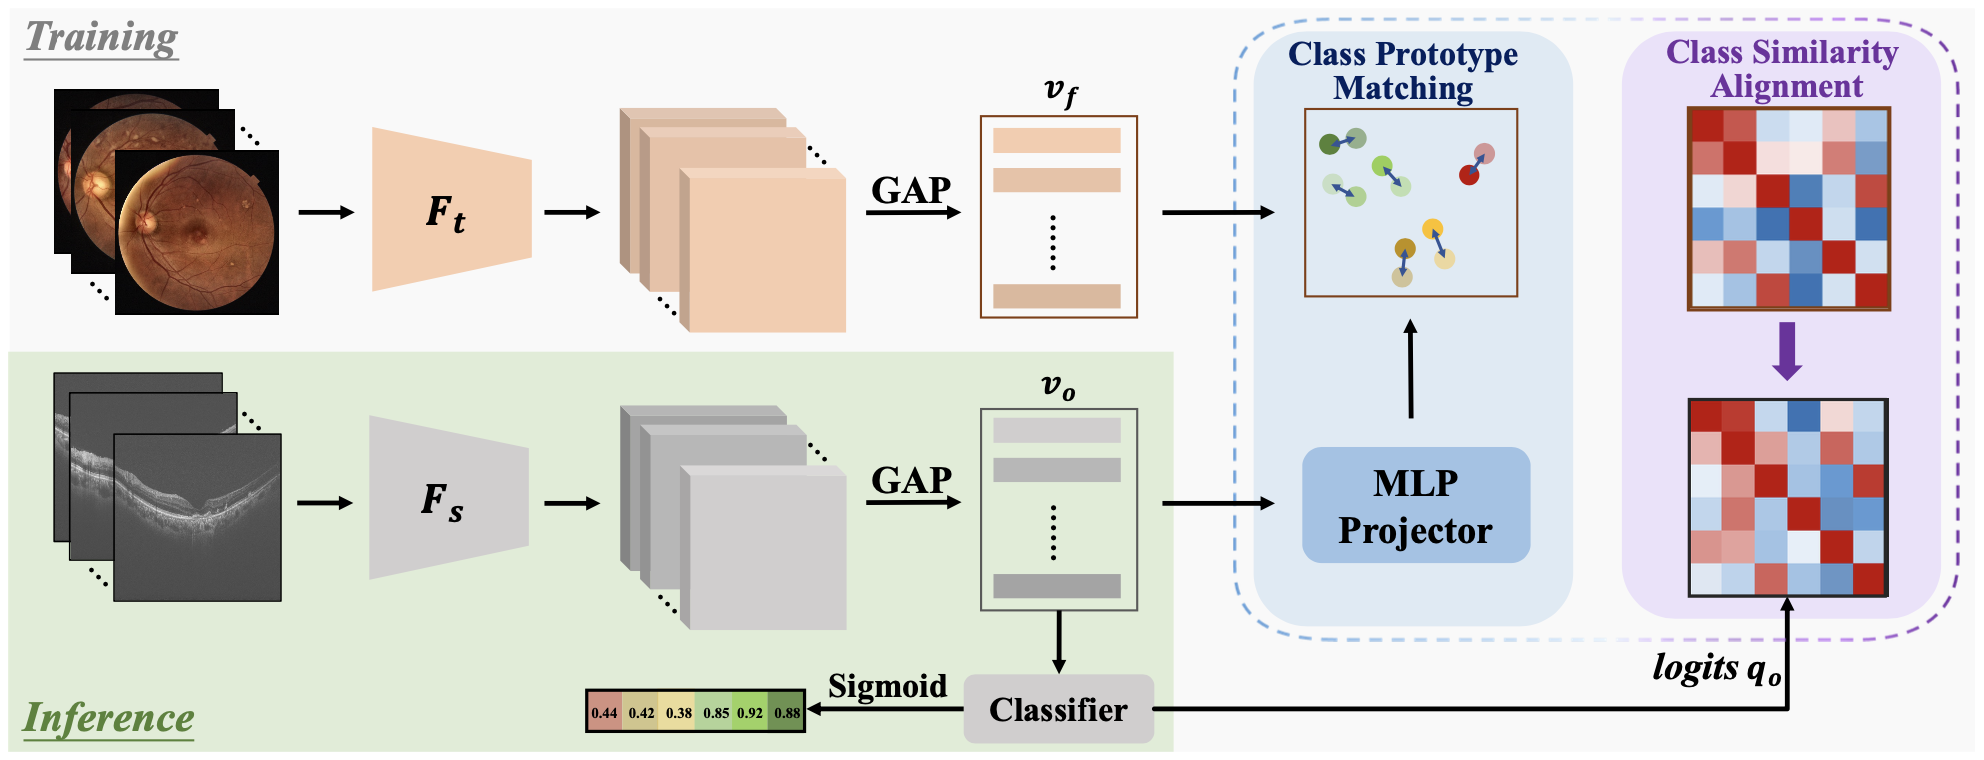 Training
F_t
GAP
v_f
Class Prototype
Matching
Class Similarity
Alignment
F_s
GAP
v_o
MLP
Projector
logits q_o
Sigmoid
Classifier
0.44 0.42 0.38 0.85 0.92 0.88
Inference